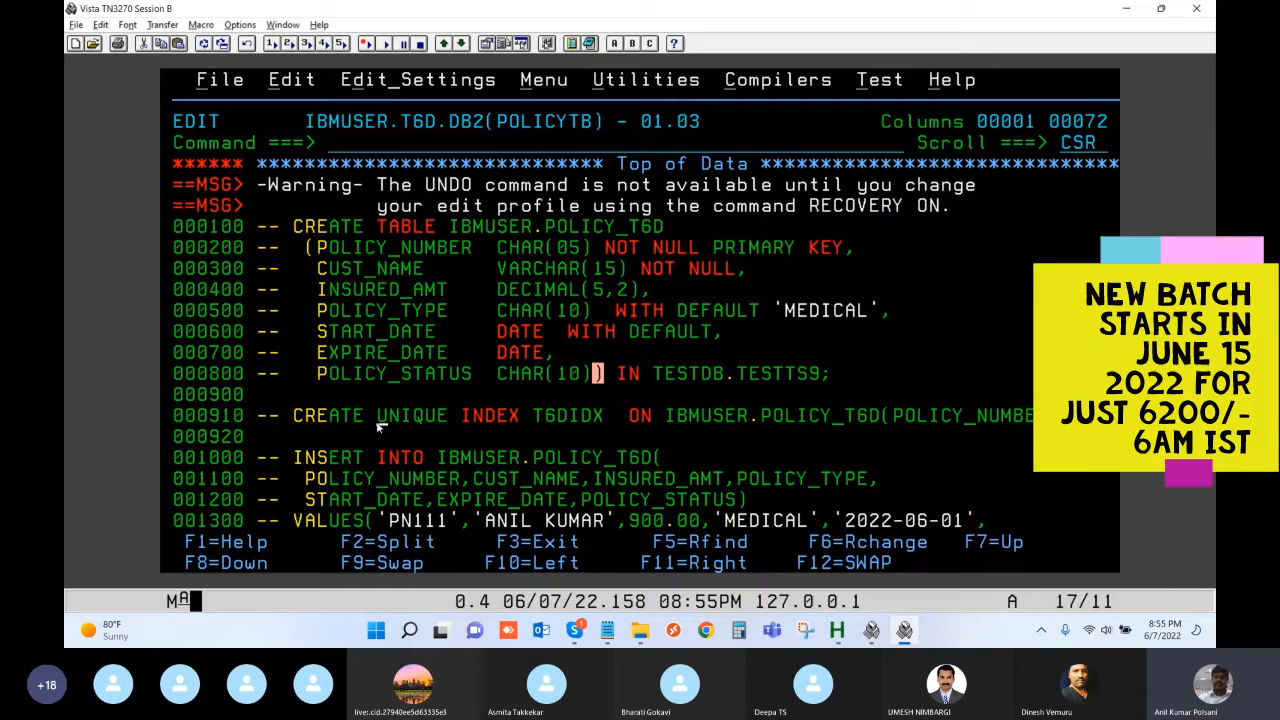 Vista TN3270 Session B
File Edit Font Transfer Macro Options Window Help
1 2 3 4 5 A B C ?
File Edit Edit_Settings Menu Utilities Compilers Test Help
EDIT IBMUSER.T6D.DB2(POLICYTB) - 01.03 Columns 00001 00072
Command ===> Scroll ===> CSR
****** ***************************** Top of Data ******************************
==MSG> -Warning- The UNDO command is not available until you change
==MSG> your edit profile using the command RECOVERY ON.
000100 -- CREATE TABLE IBMUSER.POLICY_T6D
000200 -- (POLICY_NUMBER CHAR(05) NOT NULL PRIMARY KEY,
000300 -- CUST_NAME VARCHAR(15) NOT NULL,
000400 -- INSURED_AMT DECIMAL(5,2),
000500 -- POLICY_TYPE CHAR(10) WITH DEFAULT 'MEDICAL',
000600 -- START_DATE DATE WITH DEFAULT,
000700 -- EXPIRE_DATE DATE,
000800 -- POLICY_STATUS CHAR(10)) IN TESTDB.TESTTS9;
000900
000910 -- CREATE UNIQUE INDEX T6DIDX ON IBMUSER.POLICY_T6D(POLICY_NUMBE
000920
001000 -- INSERT INTO IBMUSER.POLICY_T6D(
001100 -- POLICY_NUMBER,CUST_NAME,INSURED_AMT,POLICY_TYPE,
001200 -- START_DATE,EXPIRE_DATE,POLICY_STATUS)
001300 -- VALUES('PN111','ANIL KUMAR',900.00,'MEDICAL','2022-06-01',
F1=Help F2=Split F3=Exit F5=Rfind F6=Rchange F7=Up
F8=Down F9=Swap F10=Left F11=Right F12=SWAP
MA 0.4 06/07/22.158 08:55PM 127.0.0.1 A 17/11
NEW BATCH
STARTS IN
JUNE 15
2022 FOR
JUST 6200/-
6AM IST
80°F
Sunny
8:55 PM
6/7/2022
+18
live:.cid.27940ee5d63335e3
Asmita Takkekar
Bharati Gokavi
Deepa TS
UMESH NIMBARGI
Dinesh Vemuru
Anil Kumar Polsani